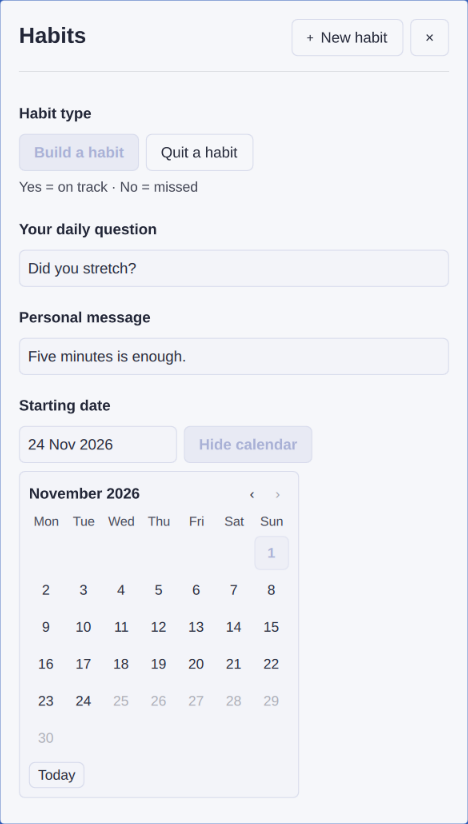 Habits
+ New habit ×
Habit type
Build a habit Quit a habit
Yes = on track · No = missed
Your daily question
Did you stretch?
Personal message
Five minutes is enough.
Starting date
24 Nov 2026 Hide calendar
November 2026 ‹ ›
Mon Tue Wed Thu Fri Sat Sun
1
2 3 4 5 6 7 8
9 10 11 12 13 14 15
16 17 18 19 20 21 22
23 24 25 26 27 28 29
30
Today